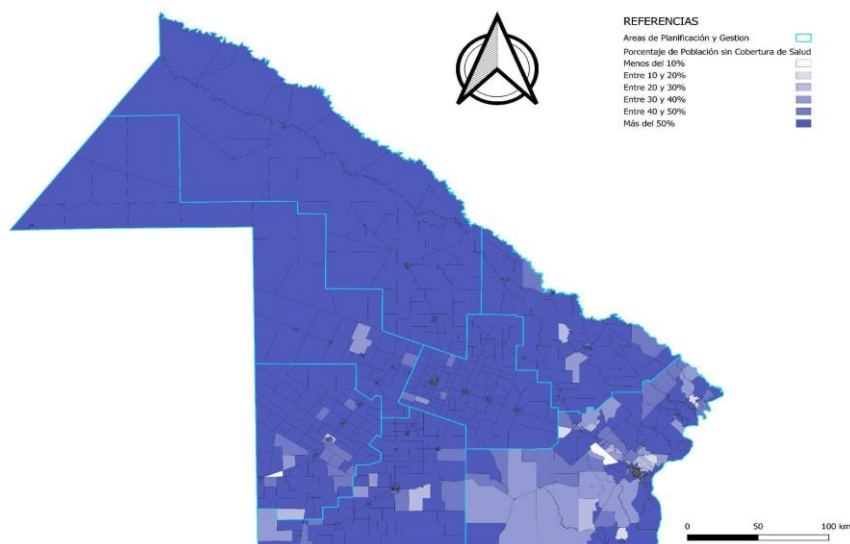 REFERENCIAS
Areas de Planificación y Gestion
Porcentaje de Población sin Cobertura de Salud
Menos del 10%
Entre 10 y 20%
Entre 20 y 30%
Entre 30 y 40%
Entre 40 y 50%
Más del 50%
0 50 100 km